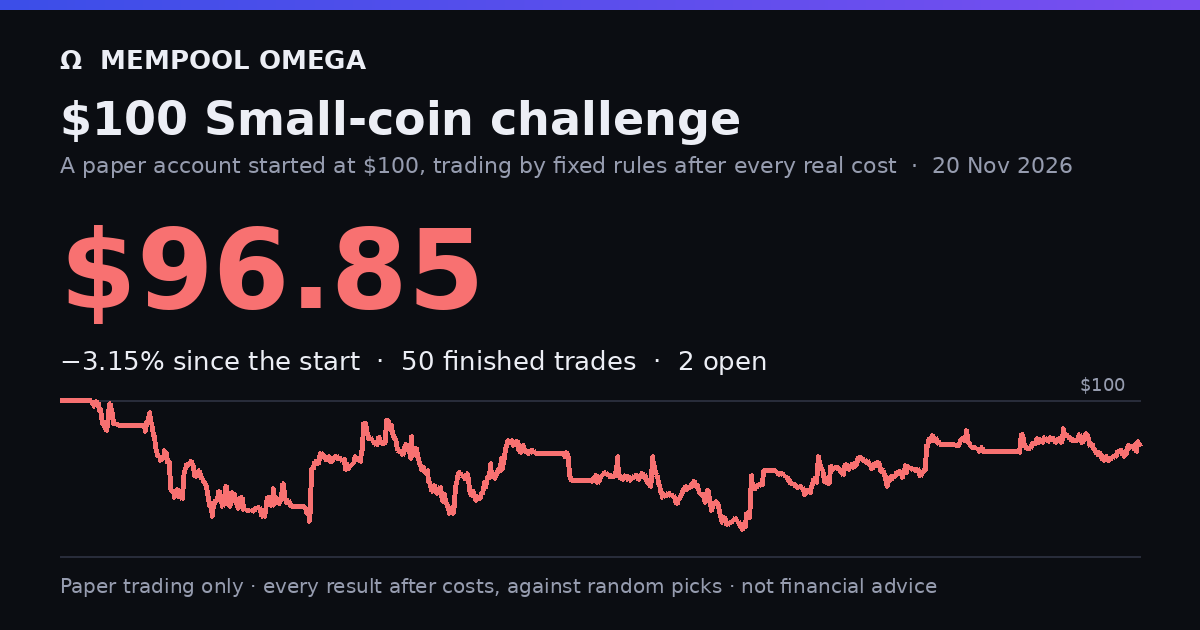 Ω MEMPOOL OMEGA
$100 Small-coin challenge
A paper account started at $100, trading by fixed rules after every real cost · 20 Nov 2026
$96.85
−3.15% since the start · 50 finished trades · 2 open
$100
Paper trading only · every result after costs, against random picks · not financial advice